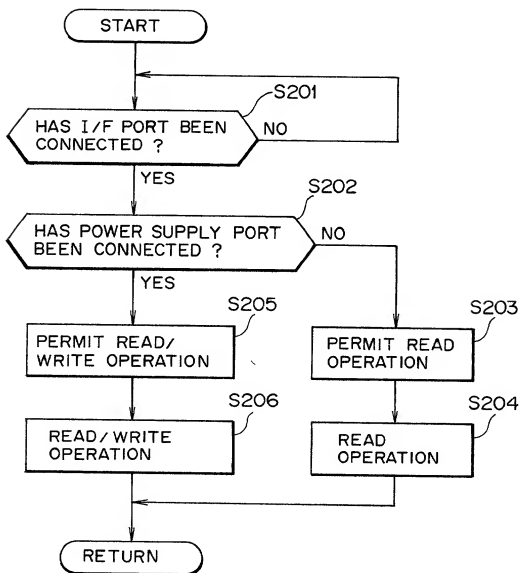 START
S201
HAS I/F PORT BEEN
CONNECTED ?
NO
YES
S202
HAS POWER SUPPLY PORT
BEEN CONNECTED ?
NO
YES
S205
PERMIT READ/
WRITE OPERATION
S203
PERMIT READ
OPERATION
S206
READ/WRITE
OPERATION
S204
READ
OPERATION
RETURN